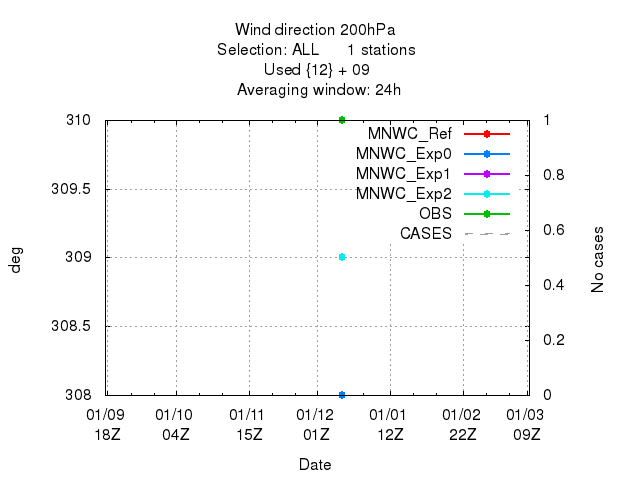 Wind direction 200hPa
Selection: ALL 1 stations
Used {12} + 09
Averaging window: 24h
310 1
MNWC_Ref
MNWC_Exp0
309.5 MNWC_Exp1 0.8
MNWC_Exp2
OBS
CASES 0.6
deg 309 No cases
0.4
308.5
0.2
308 0
01/09 01/10 01/11 01/12 01/01 01/02 01/03
18Z 04Z 15Z 01Z 12Z 22Z 09Z
Date